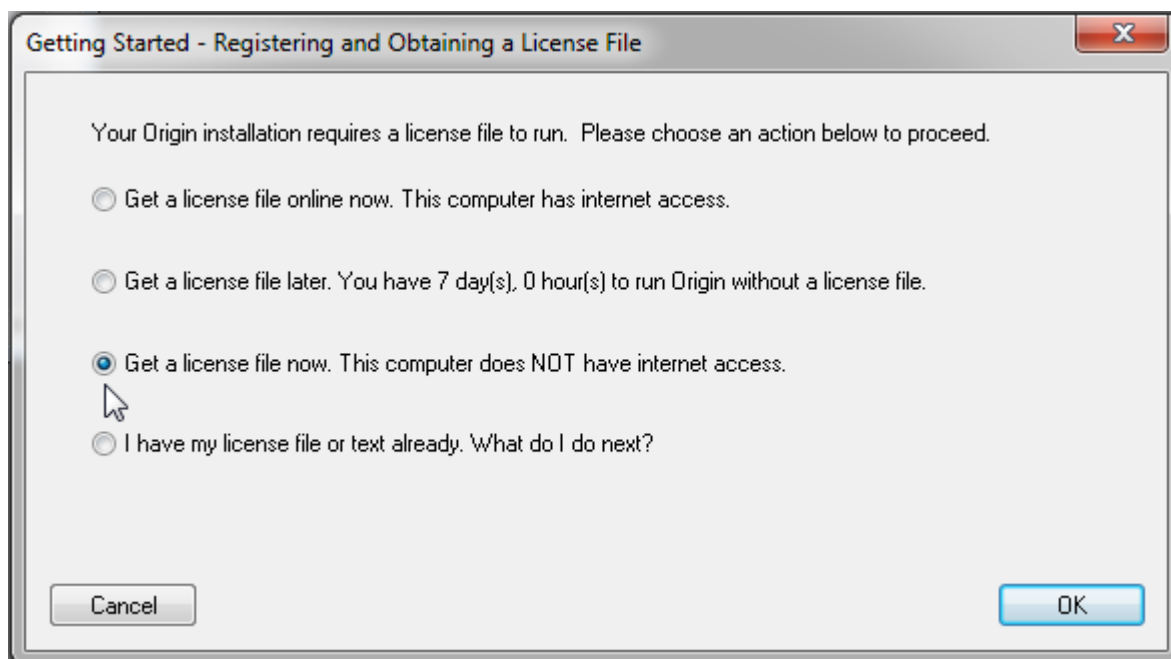 Getting Started - Registering and Obtaining a License File
Your Origin installation requires a license file to run.  Please choose an action below to proceed.
Get a license file online now. This computer has internet access.
Get a license file later. You have 7 day(s), 0 hour(s) to run Origin without a license file.
Get a license file now. This computer does NOT have internet access.
I have my license file or text already. What do I do next?
Cancel
OK